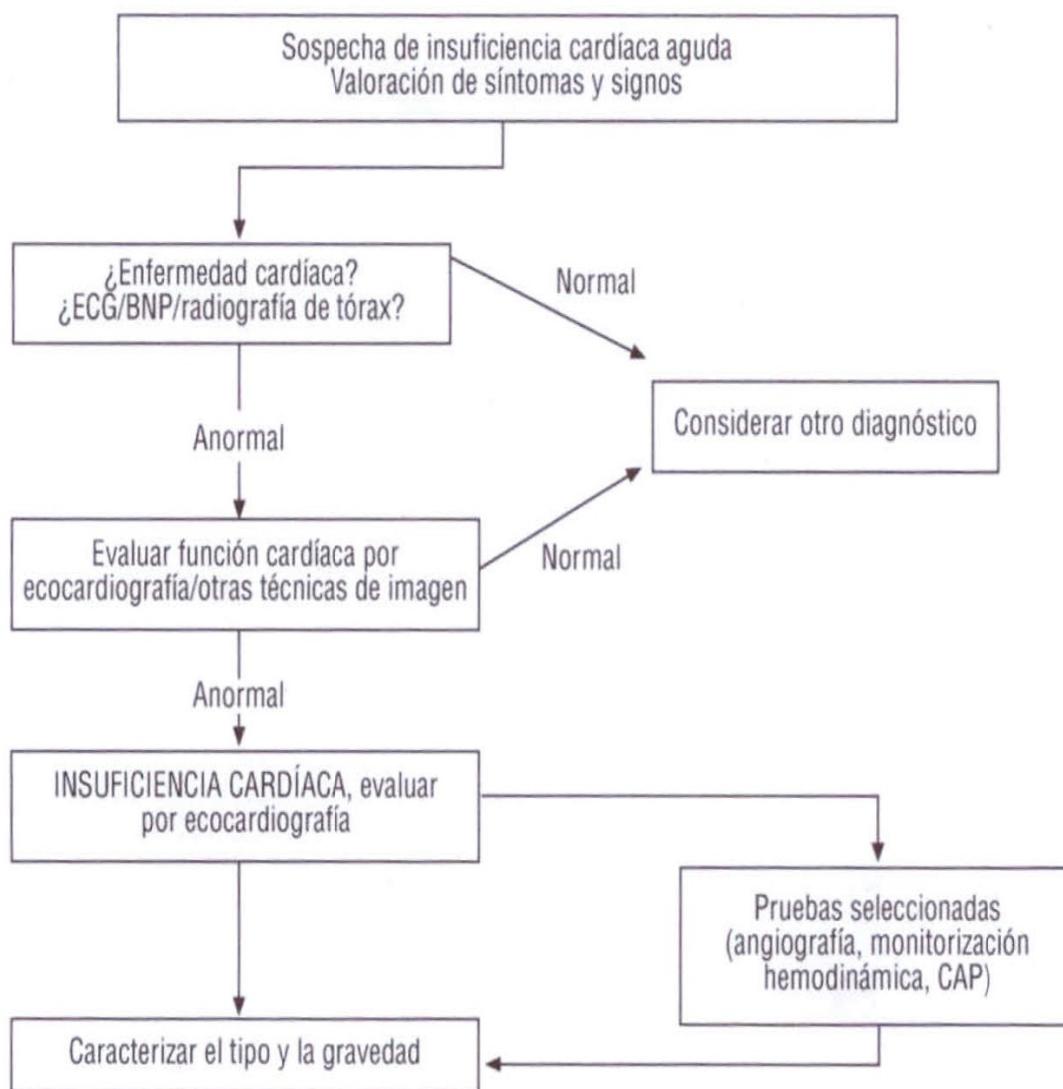 Sospecha de insuficiencia cardíaca aguda
Valoración de síntomas y signos
¿Enfermedad cardíaca?
¿ECG/BNP/radiografía de tórax?
Normal
Considerar otro diagnóstico
Anormal
Evaluar función cardíaca por
ecocardiografía/otras técnicas de imagen
Normal
Anormal
INSUFICIENCIA CARDÍACA, evaluar
por ecocardiografía
Pruebas seleccionadas
(angiografía, monitorización
hemodinámica, CAP)
Caracterizar el tipo y la gravedad